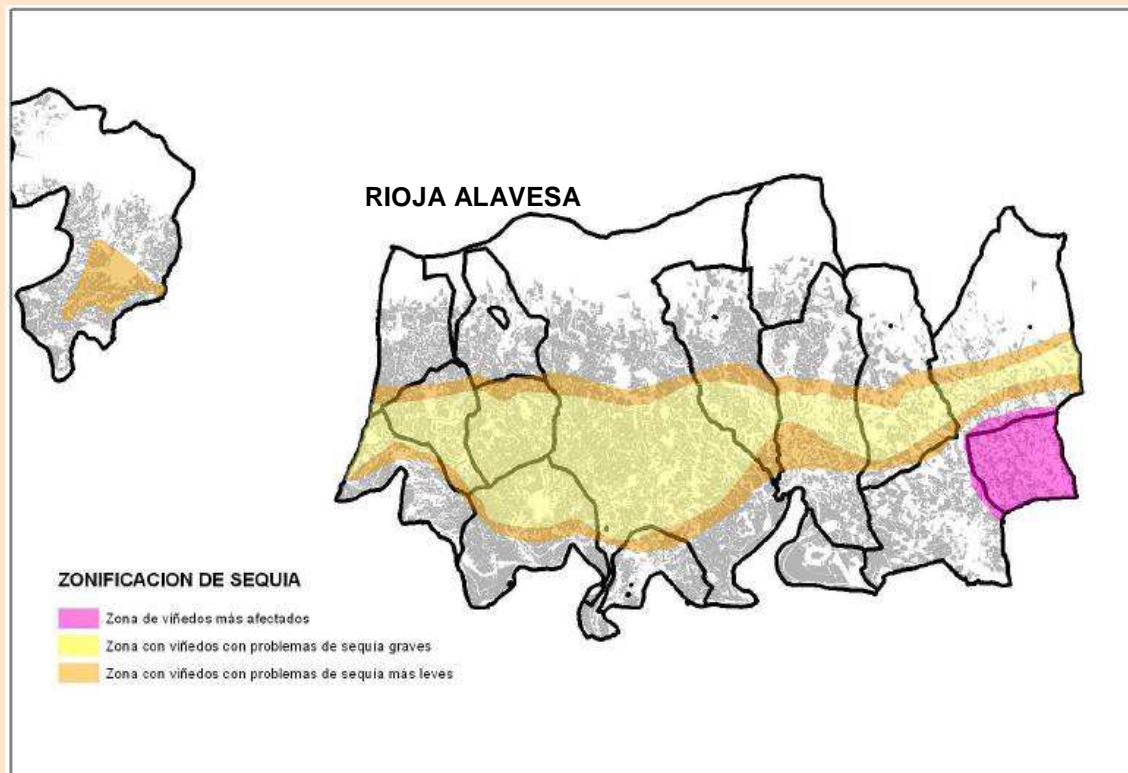 RIOJA ALAVESA
ZONIFICACION DE SEQUIA
Zona de viñedos más afectados
Zona con viñedos con problemas de sequia graves
Zona con viñedos con problemas de sequia más leves